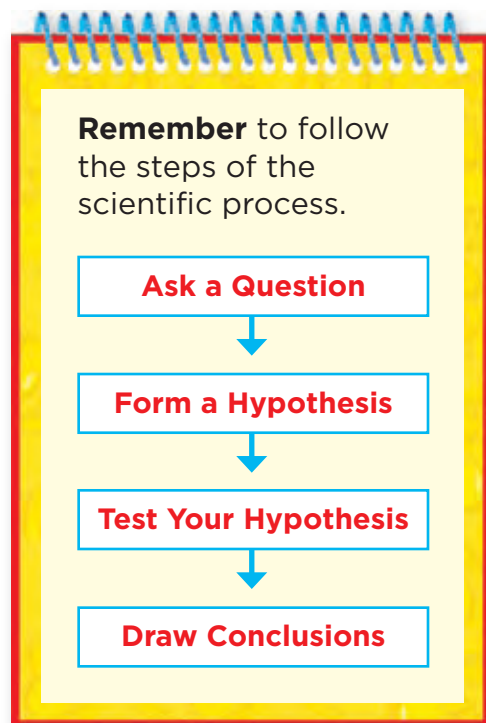 Remember to follow
the steps of the
scientific process.
Ask a Question
Form a Hypothesis
Test Your Hypothesis
Draw Conclusions